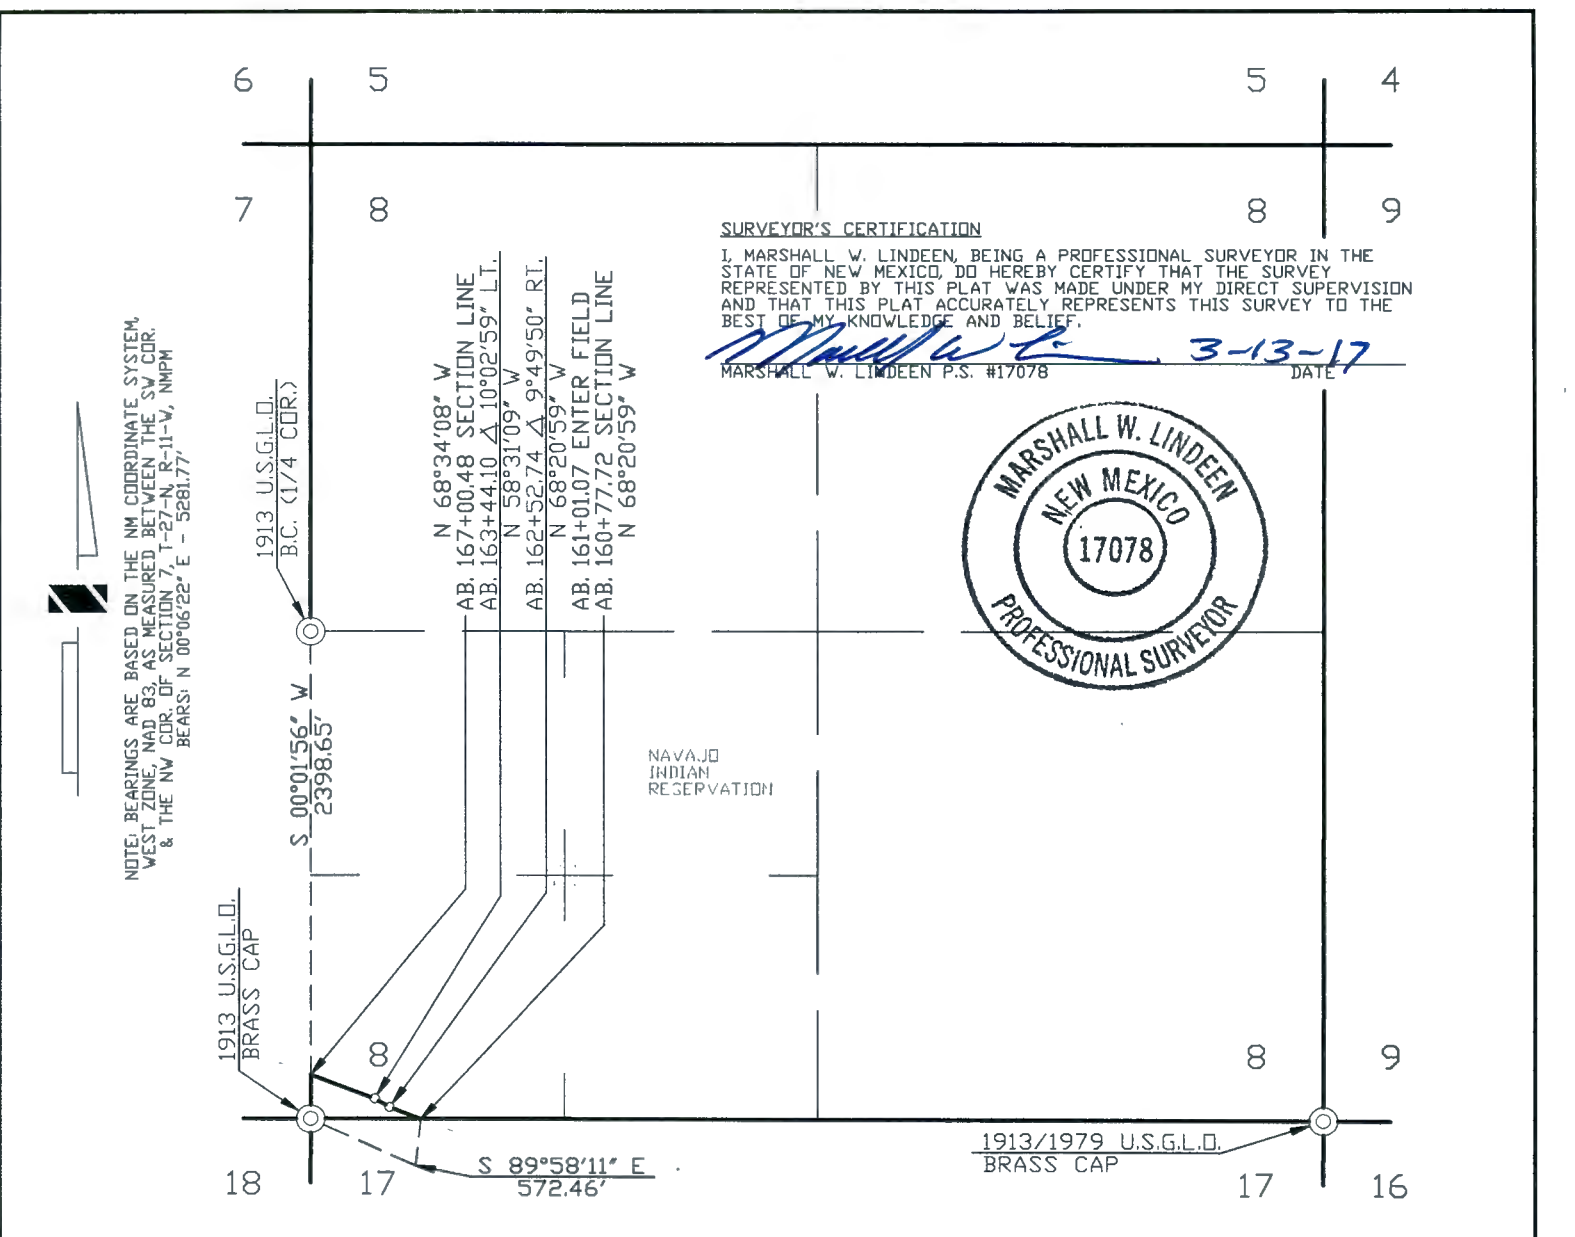 6 5 5 4
7 8 8 9
SURVEYOR'S CERTIFICATION
I, MARSHALL W. LINDEEN, BEING A PROFESSIONAL SURVEYOR IN THE
STATE OF NEW MEXICO, DO HEREBY CERTIFY THAT THE SURVEY
REPRESENTED BY THIS PLAT WAS MADE UNDER MY DIRECT SUPERVISION
AND THAT THIS PLAT ACCURATELY REPRESENTS THIS SURVEY TO THE
BEST OF MY KNOWLEDGE AND BELIEF.
3-13-17
MARSHALL W. LINDEEN P.S. #17078 DATE
MARSHALL W. LINDEEN
NEW MEXICO
17078
PROFESSIONAL SURVEYOR
NOTE: BEARINGS ARE BASED ON THE NM COORDINATE SYSTEM,
WEST ZONE, NAD 83, AS MEASURED BETWEEN THE SW COR.
& THE NW COR. OF SECTION 7, T-27-N, R-11-W, NMPM
BEARS: N 00°06'22" E - 5281.77'
1913 U.S.G.L.O.
B.C. (1/4 COR.)
N 68°34'08" W
AB. 167+00.48 SECTION LINE
AB. 163+44.10 △ 10°02'59" LT.
N 58°31'09" W
AB. 162+52.74 △ 9°49'50" RT.
N 68°20'59" W
AB. 161+01.07 ENTER FIELD
AB. 160+77.72 SECTION LINE
N 68°20'59" W
S 00°01'56" W
2398.65'
NAVAJO
INDIAN
RESERVATION
1913 U.S.G.L.O.
BRASS CAP
8 8 9
1913/1979 U.S.G.L.O.
BRASS CAP
S 89°58'11" E
572.46'
18 17 17 16